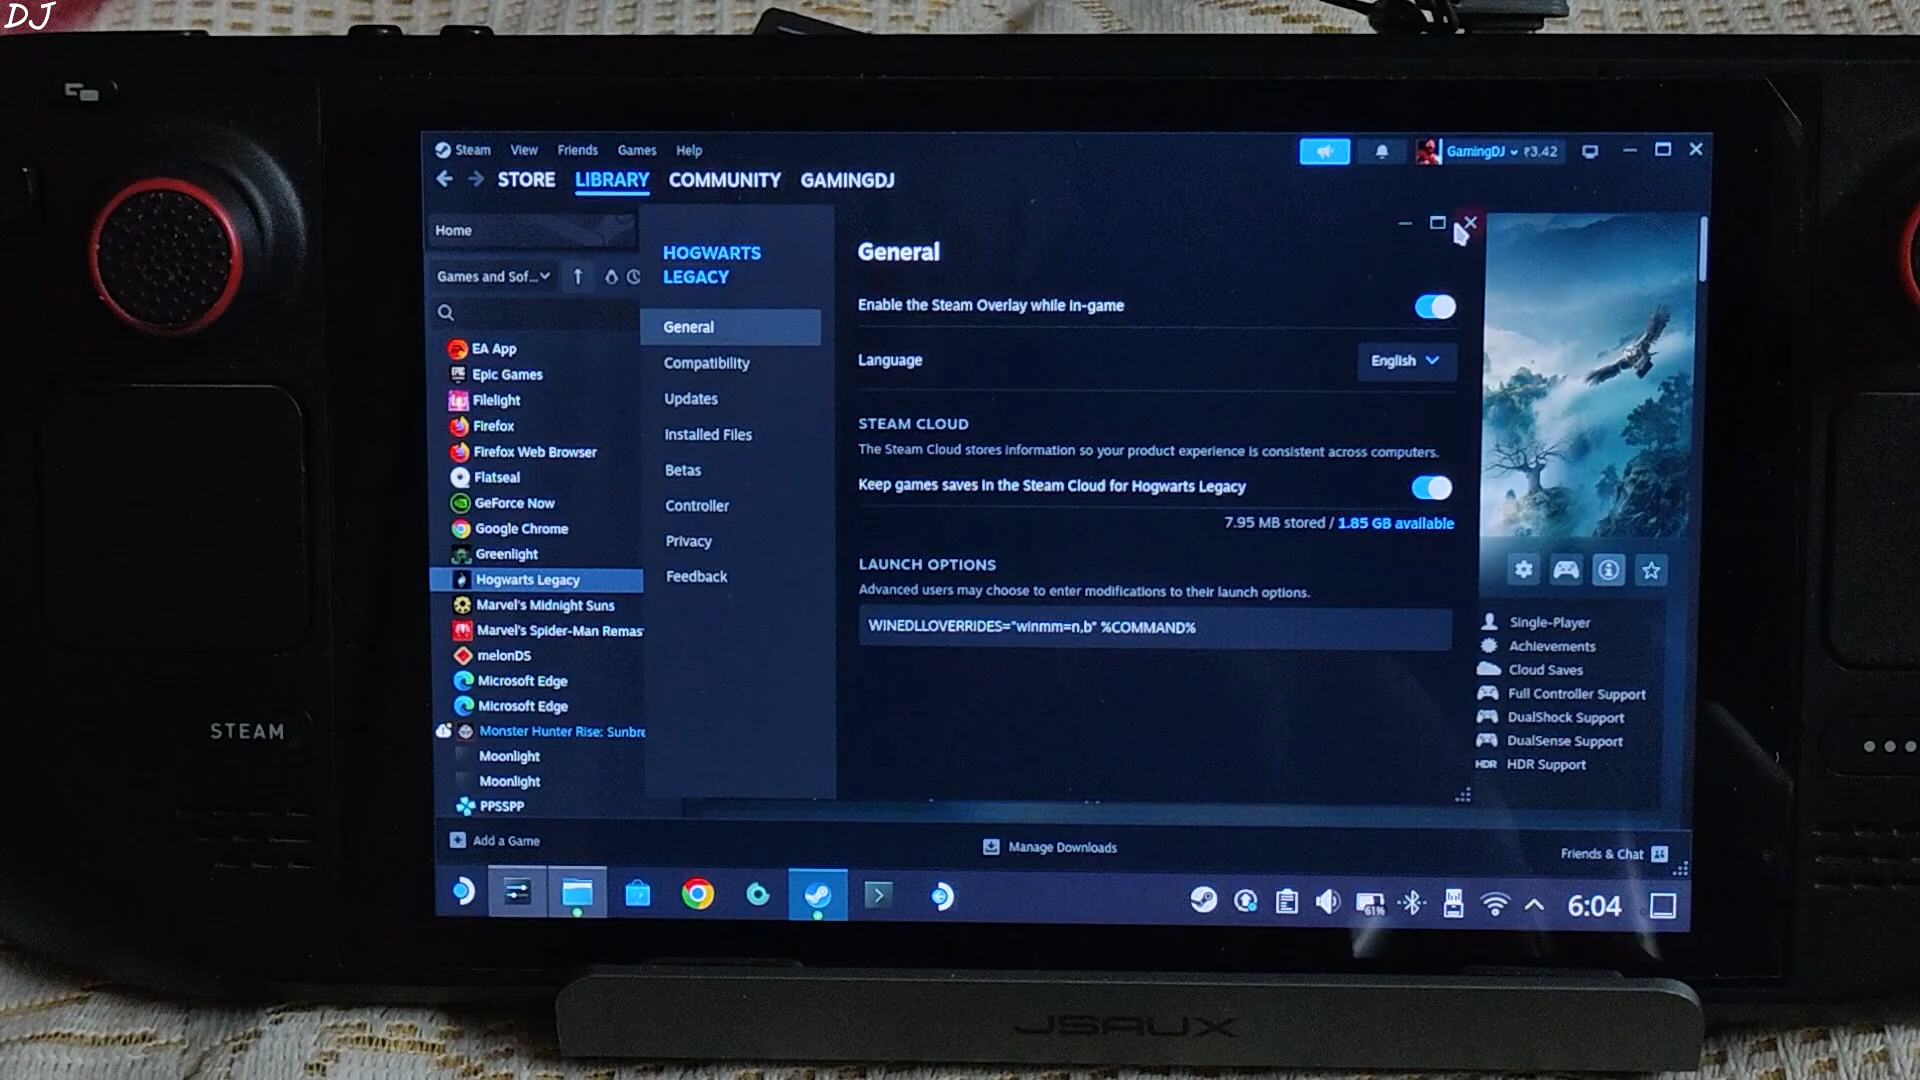 DJ
Steam View Friends Games Help
GamingDJ ₹3.42
STORE LIBRARY COMMUNITY GAMINGDJ
Home
Games and Sof...
EA App
Epic Games
Filelight
Firefox
Firefox Web Browser
Flatseal
GeForce Now
Google Chrome
Greenlight
Hogwarts Legacy
Marvel's Midnight Suns
Marvel's Spider-Man Remas
melonDS
Microsoft Edge
Microsoft Edge
Monster Hunter Rise: Sunbre
Moonlight
Moonlight
PPSSPP
HOGWARTS
LEGACY
General
Compatibility
Updates
Installed Files
Betas
Controller
Privacy
Feedback
General
Enable the Steam Overlay while in-game
Language English
STEAM CLOUD
The Steam Cloud stores information so your product experience is consistent across computers.
Keep games saves in the Steam Cloud for Hogwarts Legacy
7.95 MB stored / 1.85 GB available
LAUNCH OPTIONS
Advanced users may choose to enter modifications to their launch options.
WINEDLLOVERRIDES="winmm=n,b" %COMMAND%
Single-Player
Achievements
Cloud Saves
Full Controller Support
DualShock Support
DualSense Support
HDR HDR Support
Add a Game
Manage Downloads
Friends & Chat
61%
6:04
STEAM
JSAUX